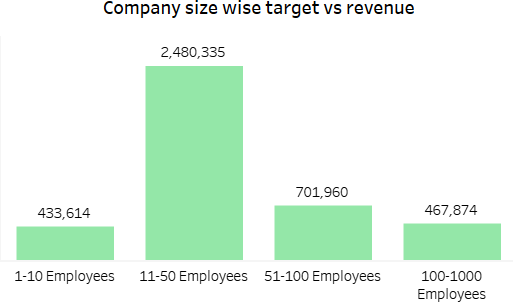 Company size wise target vs revenue
2,480,335
701,960
433,614
467,874
1-10 Employees
11-50 Employees
51-100 Employees
100-1000
Employees